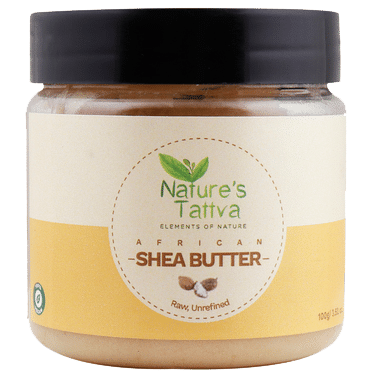 Nature's
Tattva
ELEMENTS OF NATURE
AFRICAN
SHEA BUTTER
Raw, Unrefined
100g